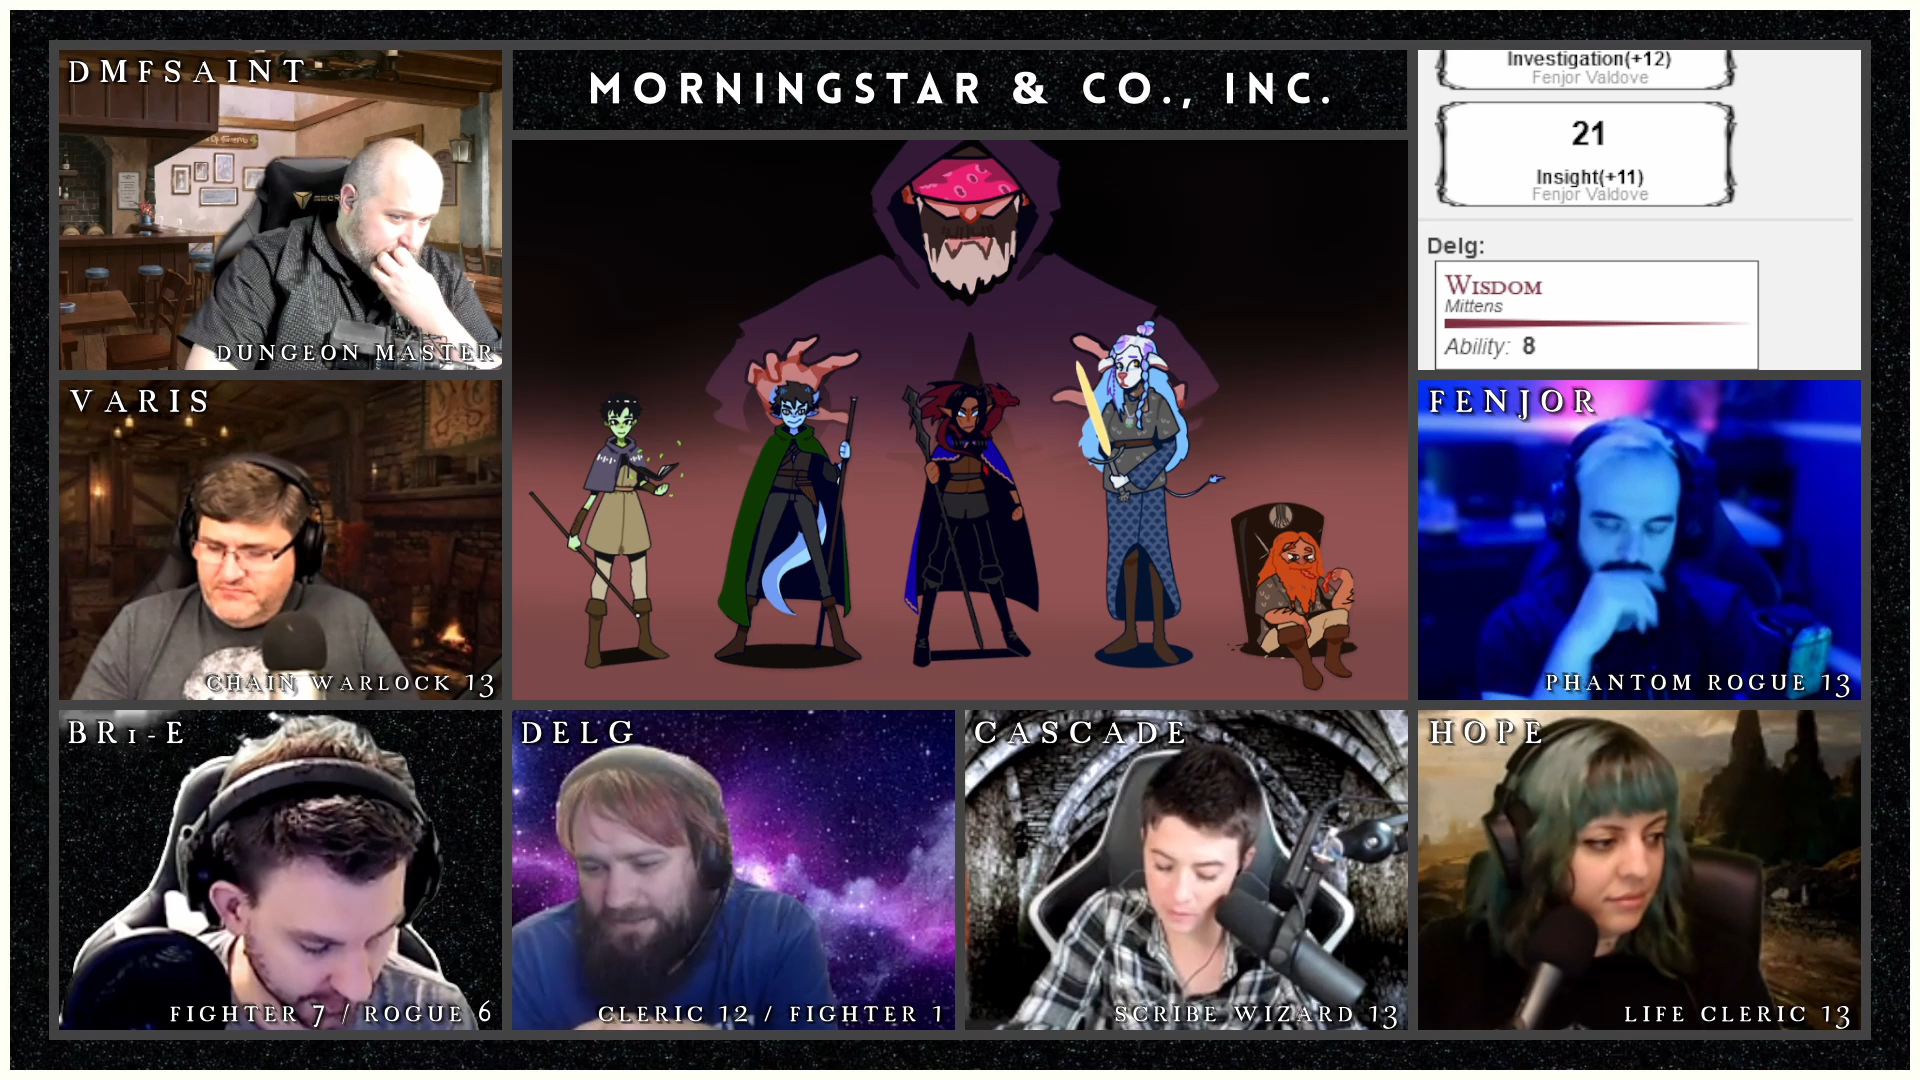 DMFSAINT
DUNGEON MASTER
MORNINGSTAR & CO., INC.
Investigation(+12)
Fenjor Valdove
21
Insight(+11)
Fenjor Valdove
Delg:
WISDOM
Mittens
Ability: 8
VARIS
CHAIN WARLOCK 13
FENJOR
PHANTOM ROGUE 13
BR1-E
FIGHTER 7 / ROGUE 6
DELG
CLERIC 12 / FIGHTER 1
CASCADE
SCRIBE WIZARD 13
HOPE
LIFE CLERIC 13